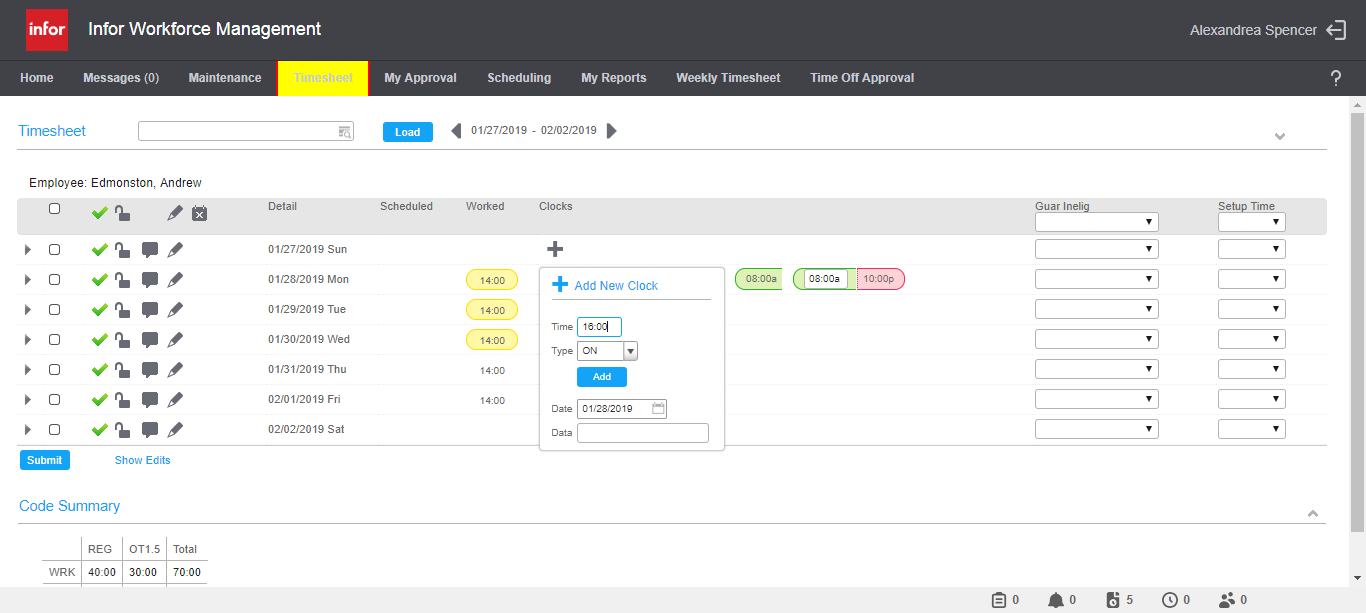 infor Infor Workforce Management Alexandrea Spencer
Home Messages (0) Maintenance Timesheet My Approval Scheduling My Reports Weekly Timesheet Time Off Approval ?
Timesheet Load 01/27/2019 - 02/02/2019
Employee: Edmonston, Andrew
Detail Scheduled Worked Clocks Guar Inelig Setup Time
01/27/2019 Sun
01/28/2019 Mon 14:00 08:00a 08:00a 10:00p
01/29/2019 Tue 14:00
01/30/2019 Wed 14:00
01/31/2019 Thu 14:00
02/01/2019 Fri 14:00
02/02/2019 Sat
Add New Clock
Time 16:00
Type ON
Add
Date 01/28/2019
Data
Submit Show Edits
Code Summary
REG OT1.5 Total
WRK 40:00 30:00 70:00
0 0 5 0 0